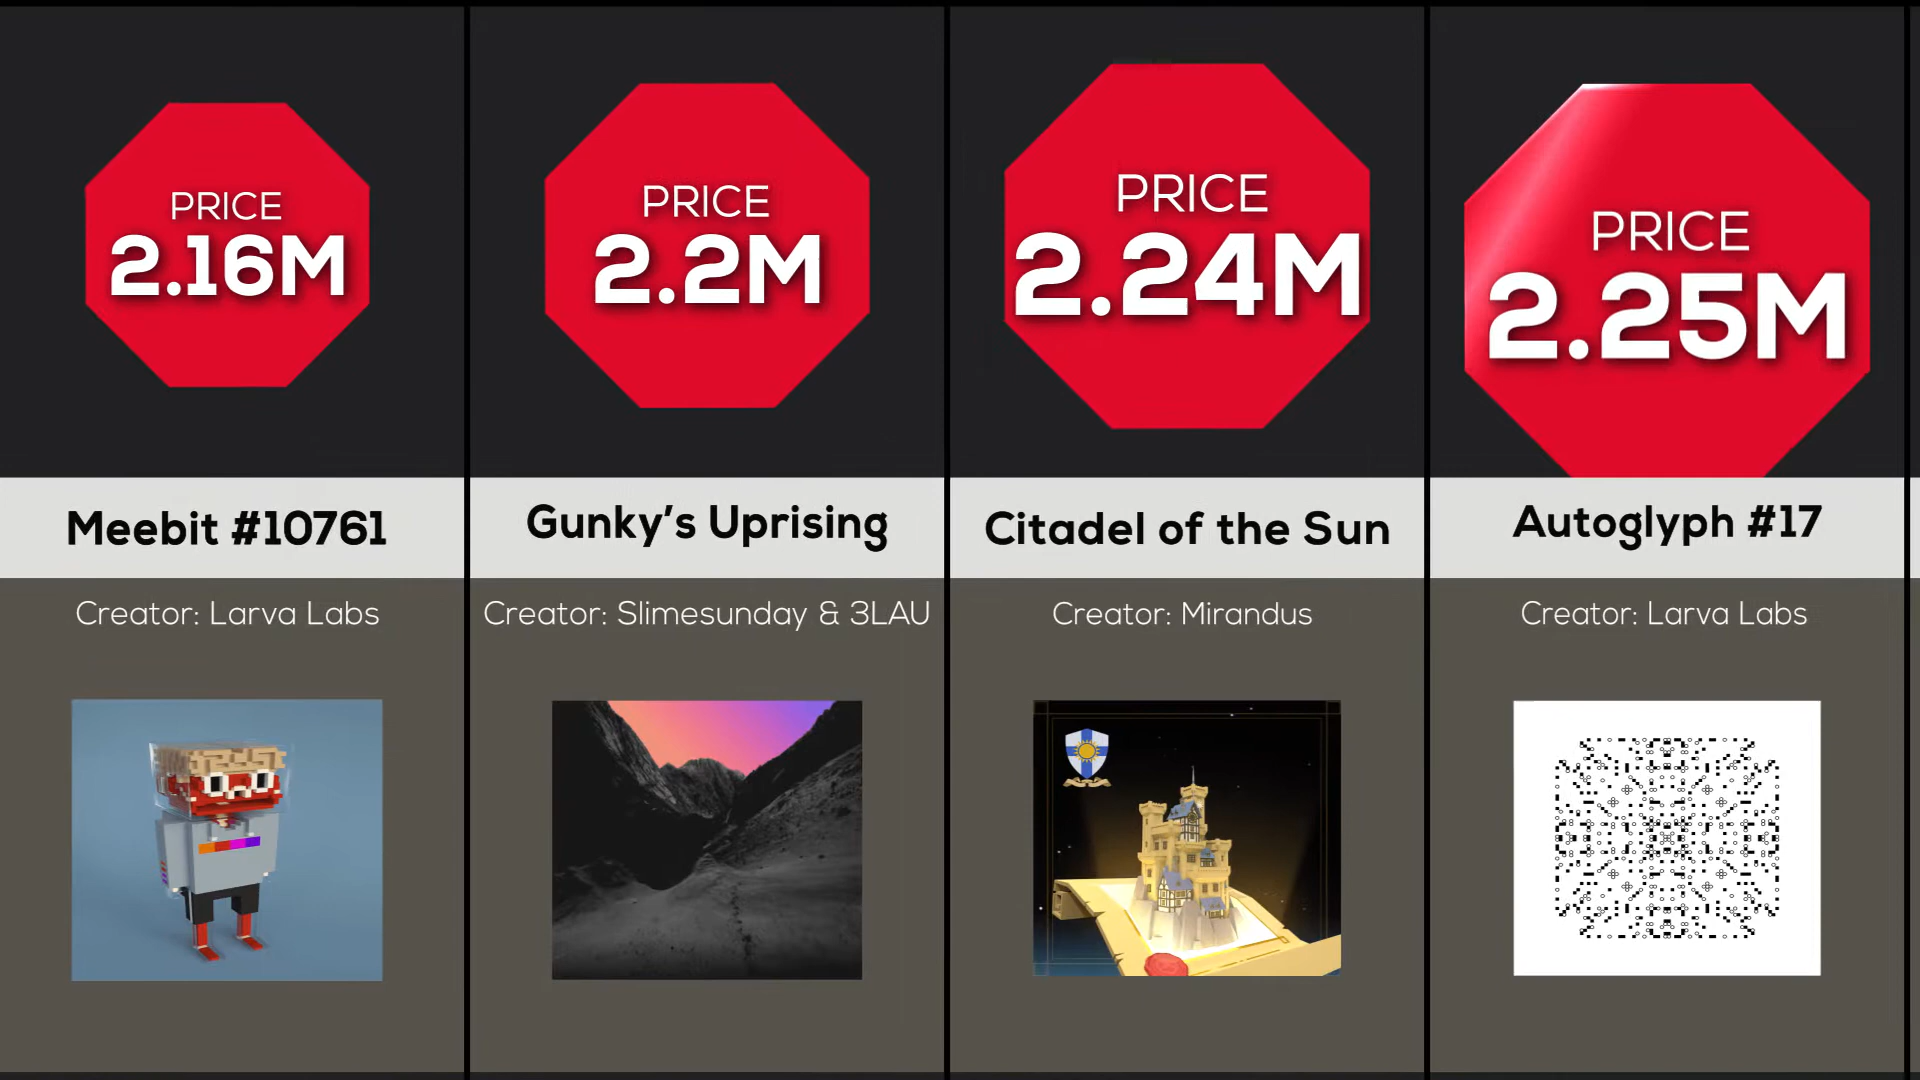 PRICE
2.16M
Meebit #10761
Creator: Larva Labs
PRICE
2.2M
Gunky’s Uprising
Creator: Slimesunday & 3LAU
PRICE
2.24M
Citadel of the Sun
Creator: Mirandus
PRICE
2.25M
Autoglyph #17
Creator: Larva Labs